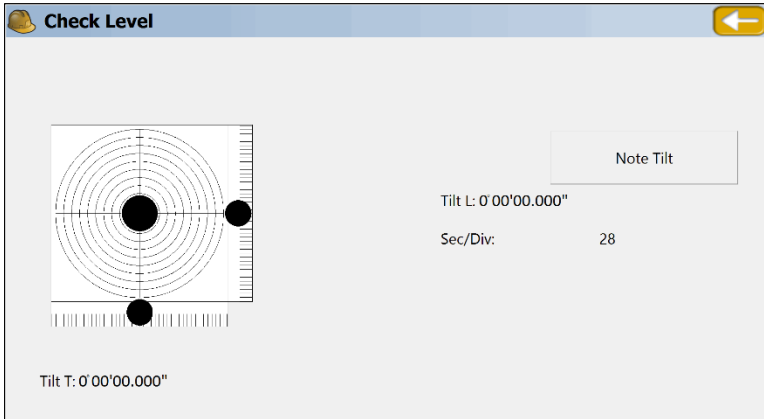 Check Level
Note Tilt
Tilt L: 0°00'00.000"
Sec/Div: 28
Tilt T: 0°00'00.000"